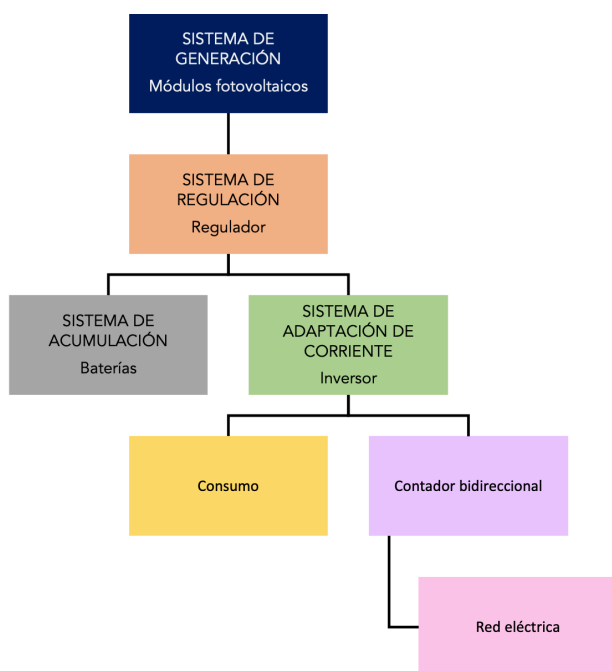 SISTEMA DE
GENERACIÓN
Módulos fotovoltaicos
SISTEMA DE
REGULACIÓN
Regulador
SISTEMA DE
ACUMULACIÓN
Baterías
SISTEMA DE
ADAPTACIÓN DE
CORRIENTE
Inversor
Consumo
Contador bidireccional
Red eléctrica